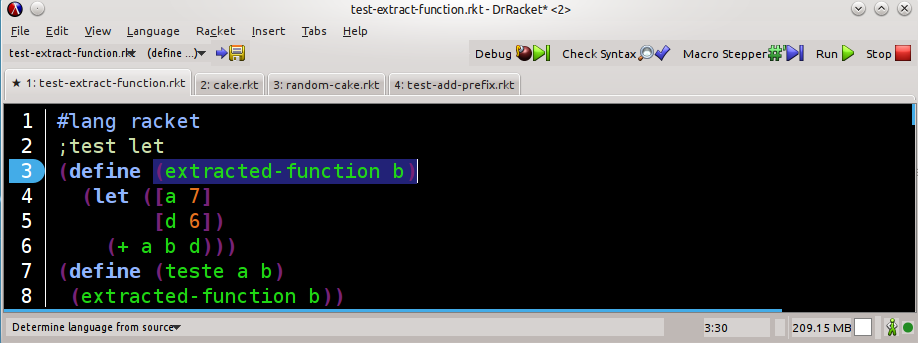 test-extract-function.rkt - DrRacket* <2>
File Edit View Language Racket Insert Tabs Help
test-extract-function.rkt (define ...) Debug Check Syntax Macro Stepper Run Stop
★ 1: test-extract-function.rkt 2: cake.rkt 3: random-cake.rkt 4: test-add-prefix.rkt
1 #lang racket
2 ;test let
3 (define (extracted-function b)
4 (let ([a 7]
5 [d 6])
6 (+ a b d)))
7 (define (teste a b)
8 (extracted-function b))
Determine language from source 3:30 209.15 MB